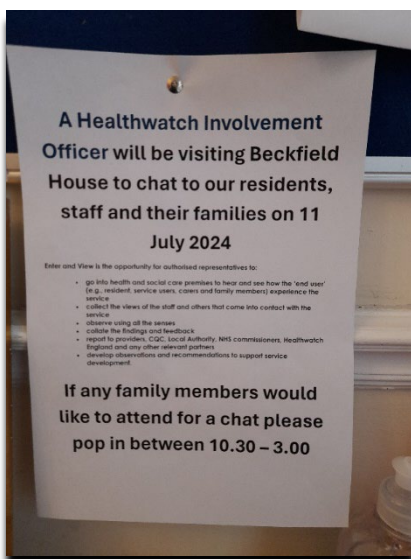 A Healthwatch Involvement
Officer will be visiting Beckfield
House to chat to our residents,
staff and their families on 11
July 2024
Enter and View is the opportunity for authorised representatives to:
• go into health and social care premises to hear and see how the 'end user'
(e.g., resident, service users, carers and family members) experience the
service
• collect the views of the staff and others that come into contact with the
service
• observe using all the senses
• collate the findings and feedback
• report to providers, CQC, Local Authority, NHS commissioners, Healthwatch
England and any other relevant partners
• develop observations and recommendations to support service
development.
If any family members would
like to attend for a chat please
pop in between 10.30 – 3.00